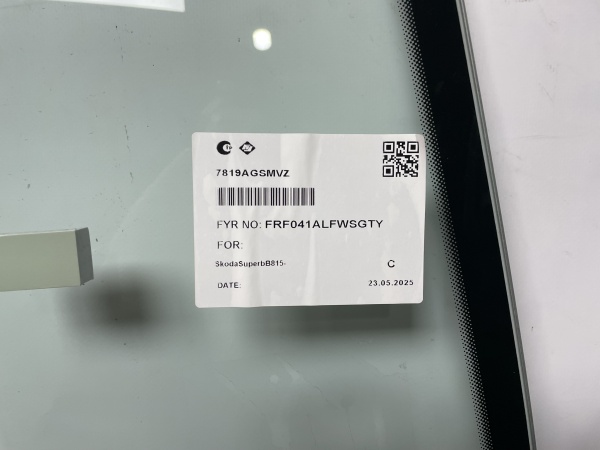 7819AGSMVZ
FYR NO: FRF041ALFWSGTY
FOR:
SkodaSuperbB815-
C
DATE: 23.05.2025